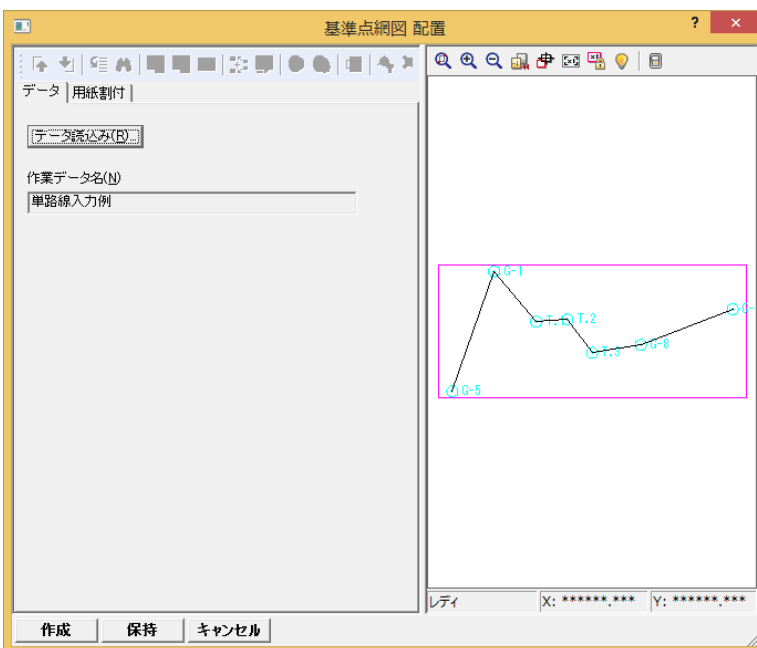 基準点網図 配置
?
×
データ
用紙割付
データ読込み(R)...
作業データ名(N)
単路線入力例
G-1
T.1
T.2
T.3
G-8
G-
G-5
レディ
X: ******.***
Y: ******.***
作成
保持
キャンセル